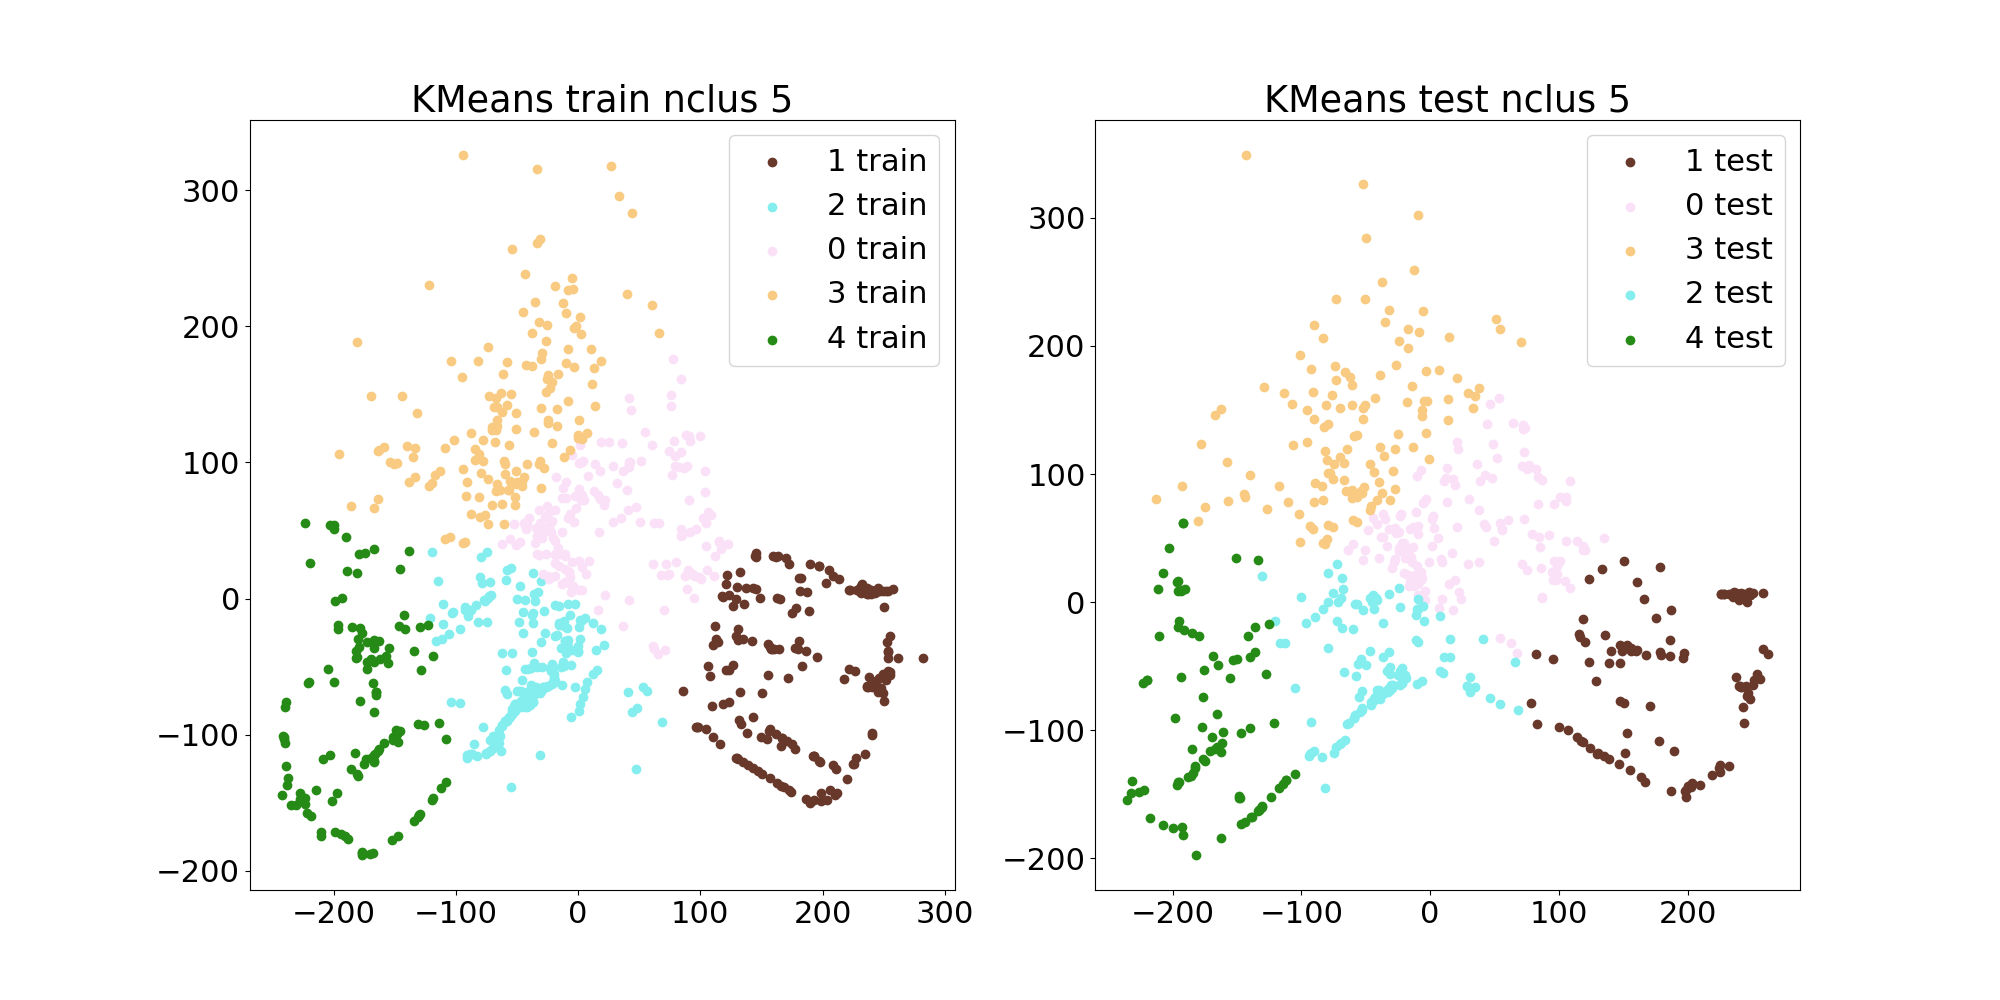 KMeans train nclus 5
1 train
2 train
0 train
3 train
4 train
300
200
100
0
−100
−200
−200 −100 0 100 200 300
KMeans test nclus 5
1 test
0 test
3 test
2 test
4 test
300
200
100
0
−100
−200
−200 −100 0 100 200